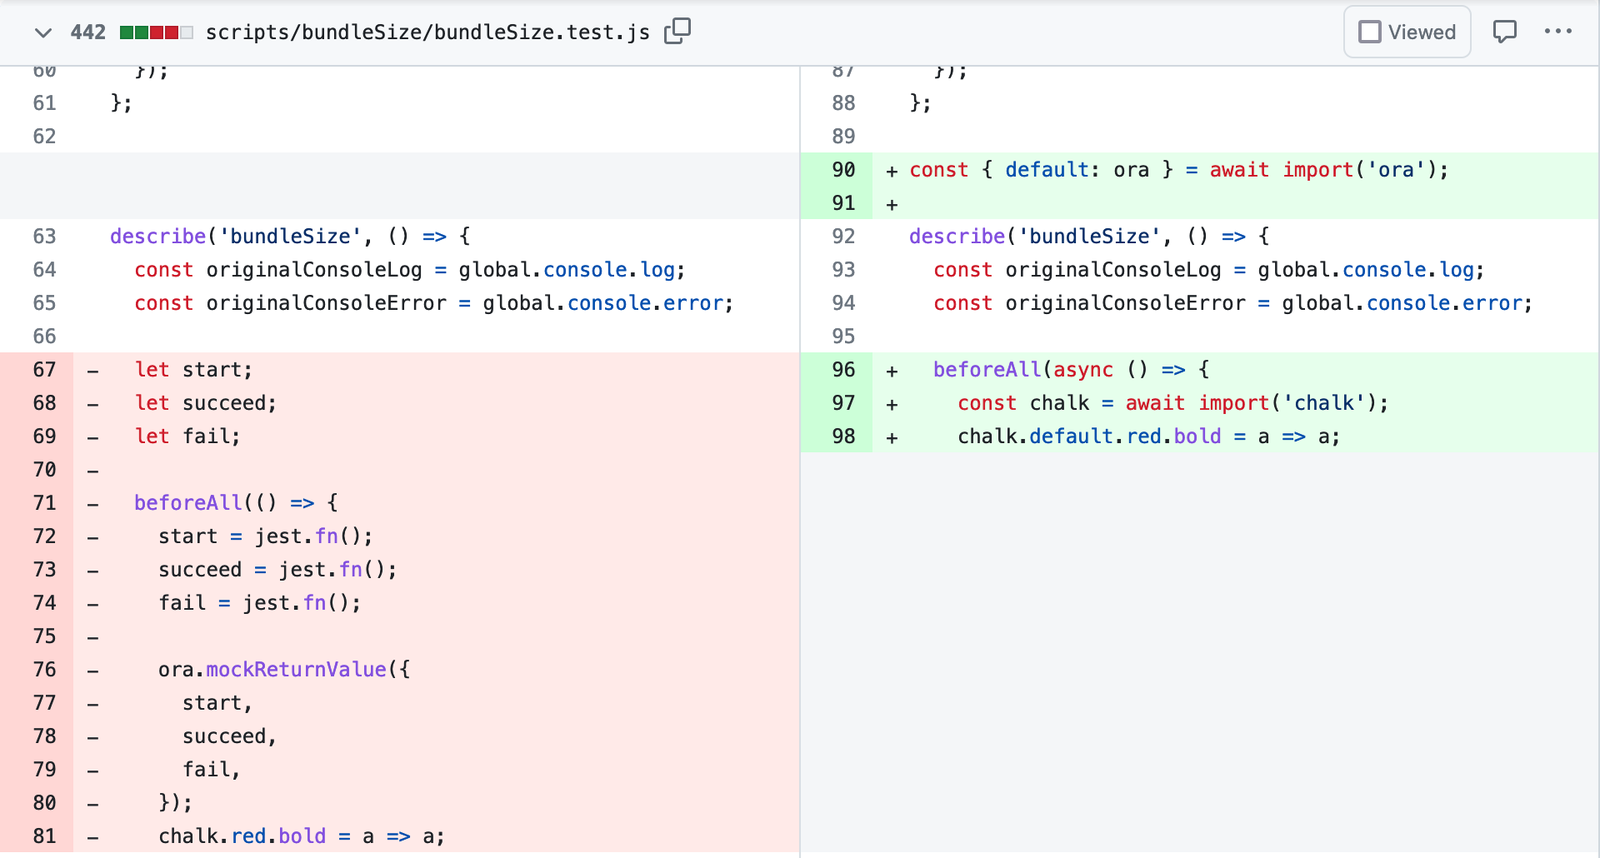 442 scripts/bundleSize/bundleSize.test.js Viewed
60 });
61 };
62
63 describe('bundleSize', () => {
64 const originalConsoleLog = global.console.log;
65 const originalConsoleError = global.console.error;
66
67 - let start;
68 - let succeed;
69 - let fail;
70 -
71 - beforeAll(() => {
72 - start = jest.fn();
73 - succeed = jest.fn();
74 - fail = jest.fn();
75 -
76 - ora.mockReturnValue({
77 - start,
78 - succeed,
79 - fail,
80 - });
81 - chalk.red.bold = a => a;
87 });
88 };
89
90 + const { default: ora } = await import('ora');
91 +
92 describe('bundleSize', () => {
93 const originalConsoleLog = global.console.log;
94 const originalConsoleError = global.console.error;
95
96 + beforeAll(async () => {
97 + const chalk = await import('chalk');
98 + chalk.default.red.bold = a => a;